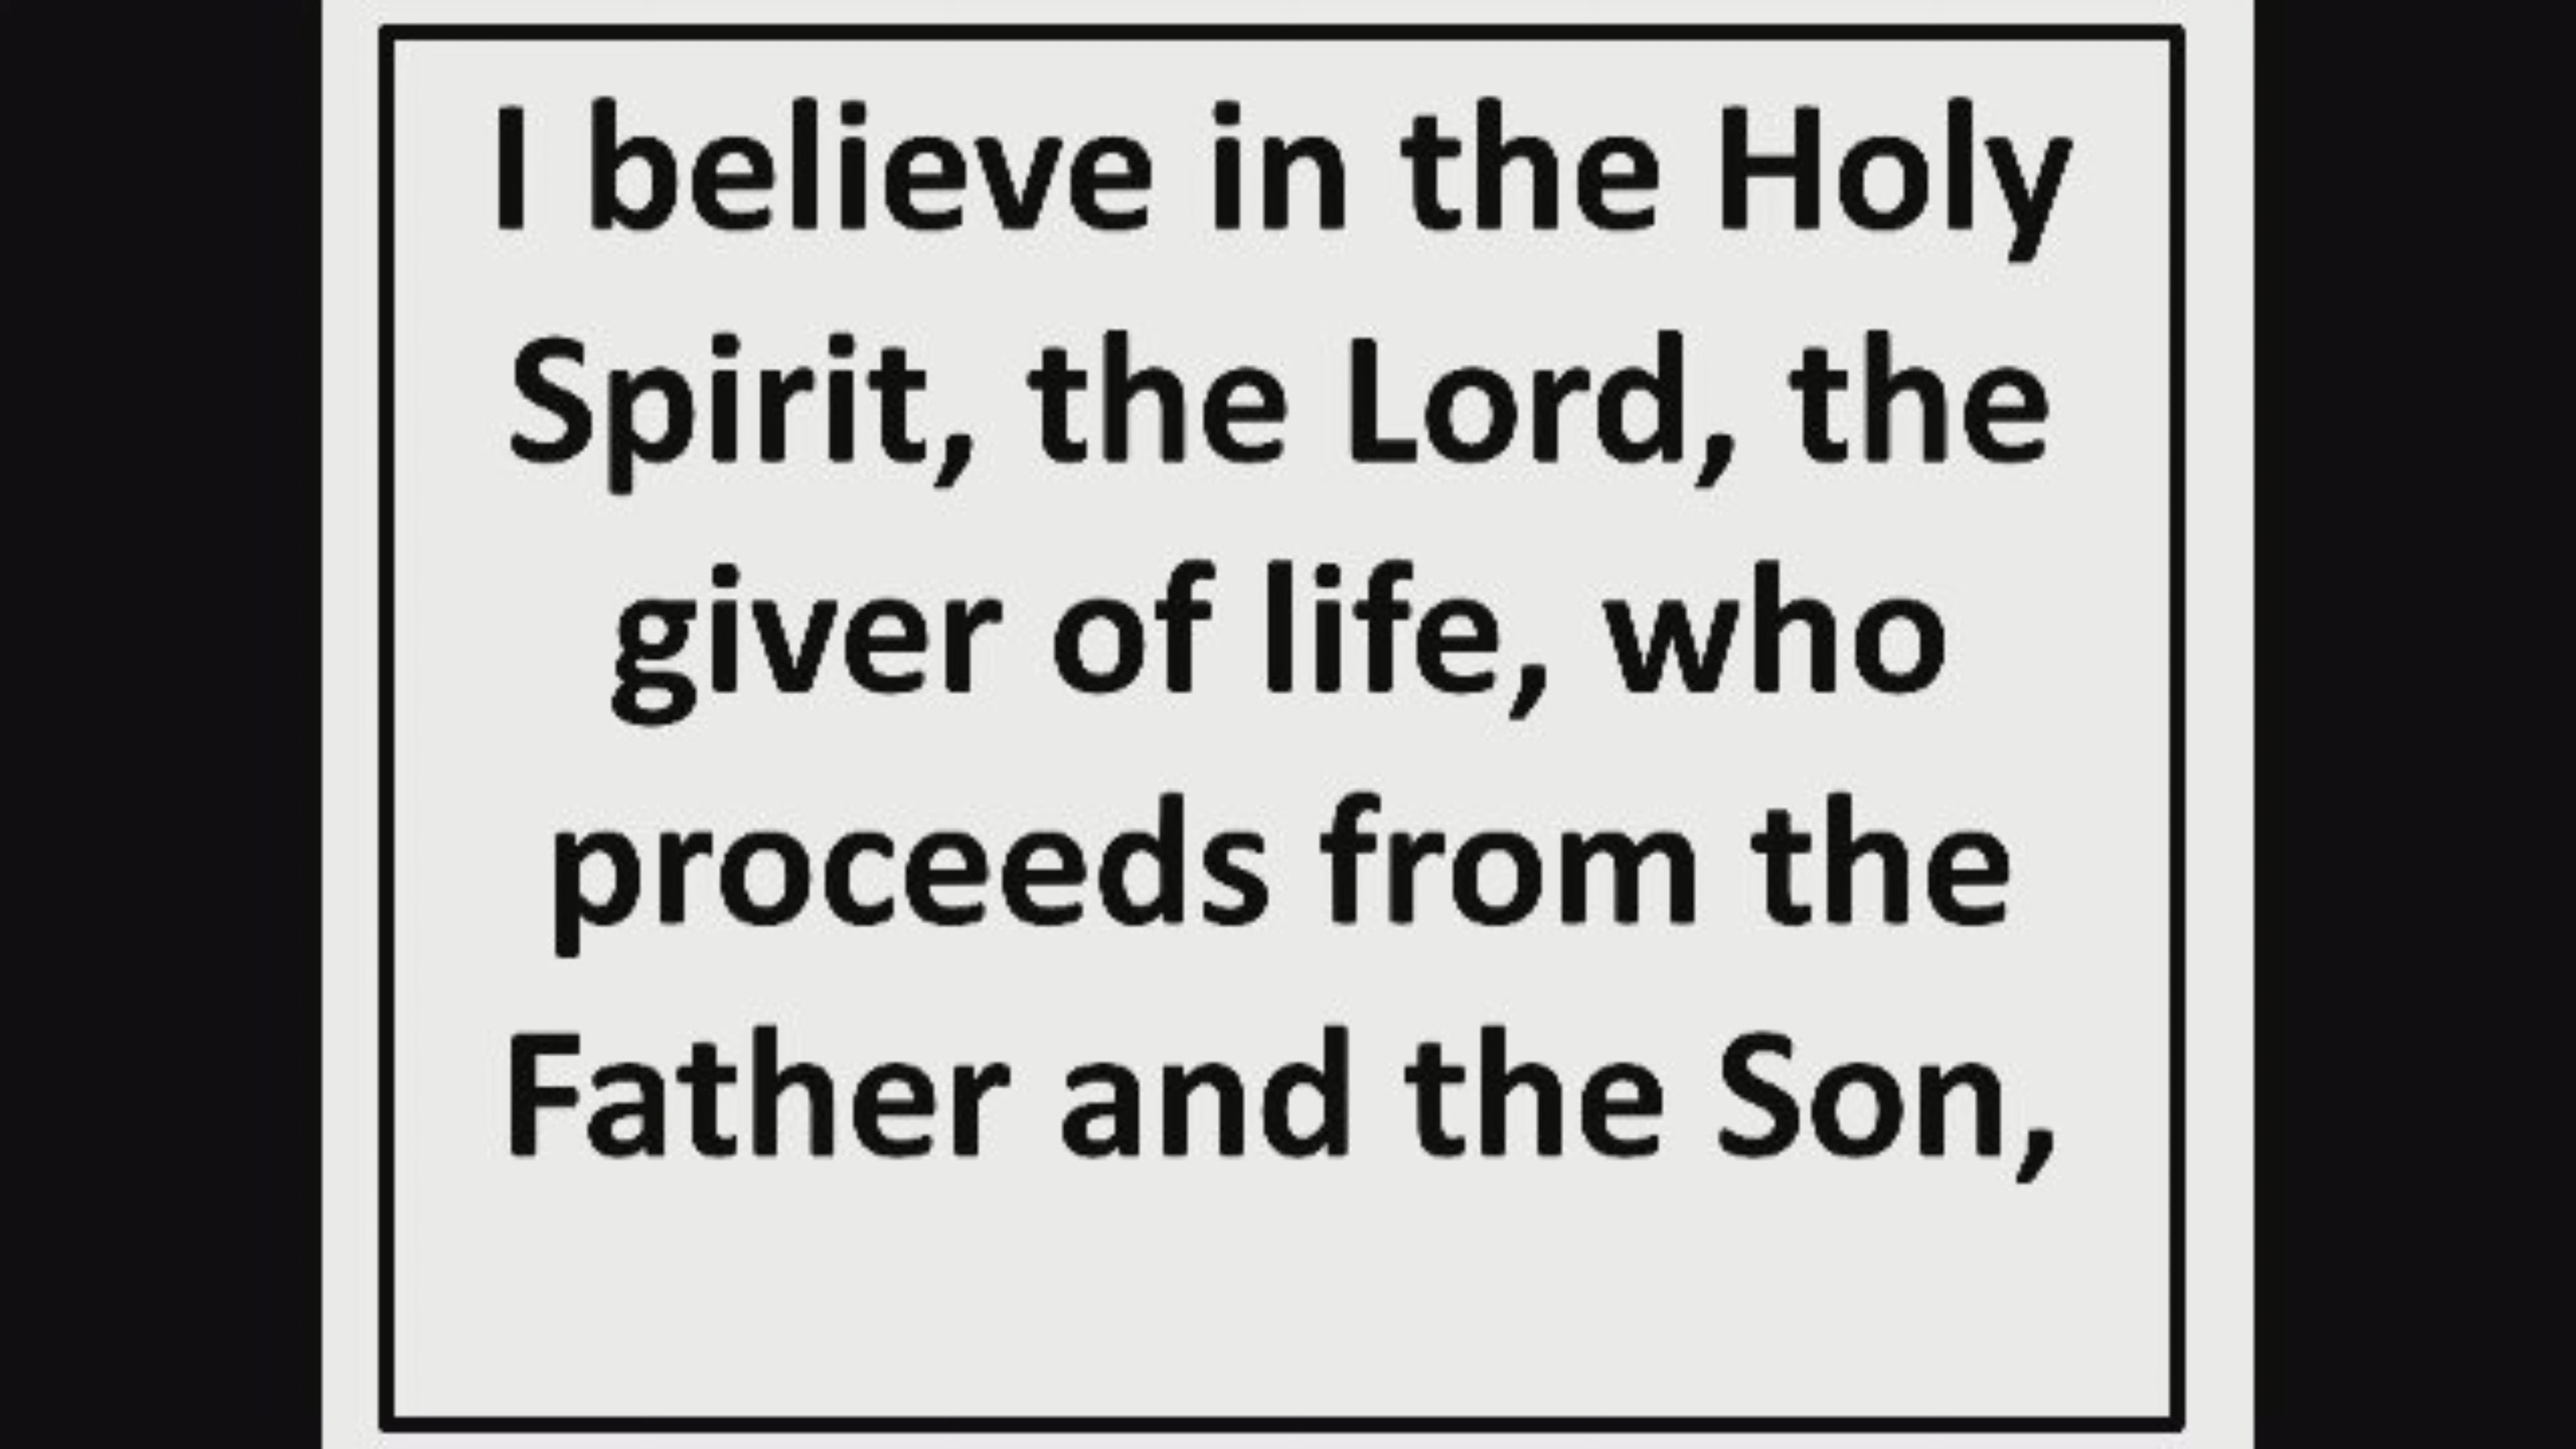 I believe in the Holy
Spirit, the Lord, the
giver of life, who
proceeds from the
Father and the Son,